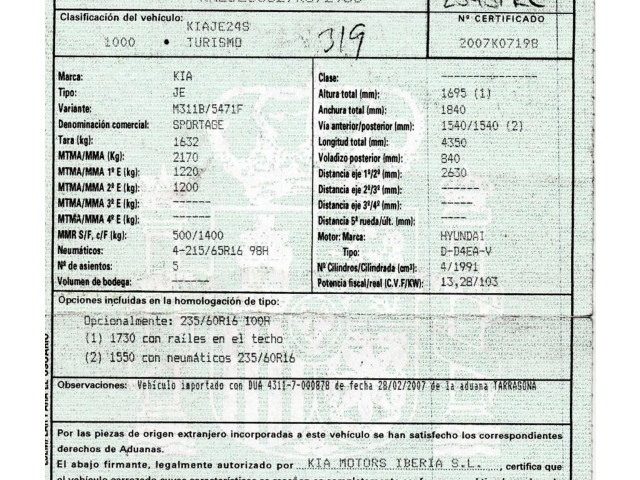 Nº CERTIFICADO
Clasificación del vehículo:
KIAJE24S
1000 • TURISMO
319
2007K07198
Marca: KIA
Tipo: JE
Variante: M311B/5471F
Denominación comercial: SPORTAGE
Tara (kg): 1632
MTMA/MMA (Kg): 2170
MTMA/MMA 1º E (kg): 1220
MTMA/MMA 2º E (kg): 1200
MTMA/MMA 3º E (kg): ------
MTMA/MMA 4º E (kg): ------
MMR S/F, c/F (kg): 500/1400
Neumáticos: 4-215/65R16 98H
Nº de asientos: 5
Volumen de bodega: ------
Clase: ---------------
Altura total (mm): 1695 (1)
Anchura total (mm): 1840
Vía anterior/posterior (mm): 1540/1540 (2)
Longitud total (mm): 4350
Voladizo posterior (mm): 840
Distancia eje 1º/2º (mm): 2630
Distancia eje 2º/3º (mm): ------
Distancia eje 3º/4º (mm): ------
Distancia 5ª rueda/últ. (mm): ------
Motor: Marca: HYUNDAI
Tipo: D-D4EA-V
Nº Cilindros/Cilindrada (cm³): 4/1991
Potencia fiscal/real (C.V.F/KW): 13,28/103
Opciones incluidas en la homologación de tipo:
Opcionalmente: 235/60R16 100H
(1) 1730 con raíles en el techo
(2) 1550 con neumáticos 235/60R16
Observaciones: Vehículo importado con DUA 4311-7-000878 de fecha 28/02/2007 de la aduana TARRAGONA
Por las piezas de origen extranjero incorporadas a este vehículo se han satisfecho los correspondientes
derechos de Aduanas.
El abajo firmante, legalmente autorizado por KIA MOTORS IBERIA S.L., certifica que